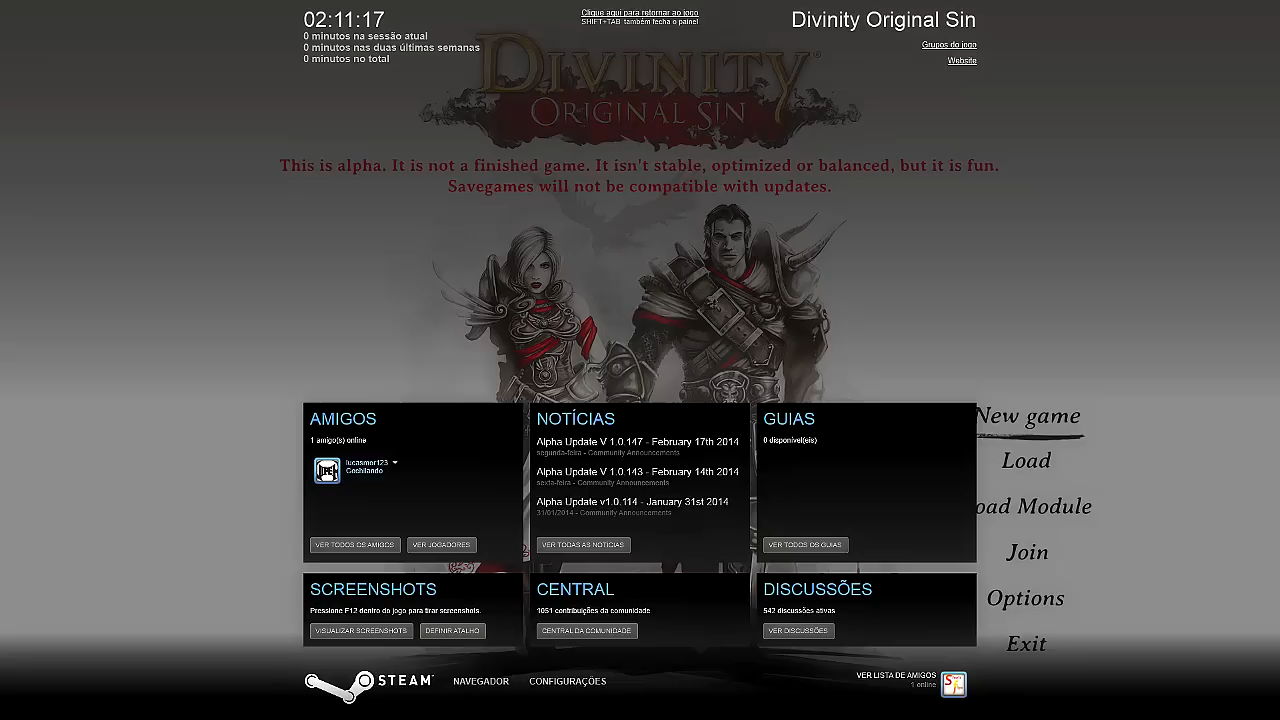 02:11:17
0 minutos na sessão atual
0 minutos nas duas últimas semanas
0 minutos no total
Clique aqui para retornar ao jogo
SHIFT+TAB também fecha o painel
Divinity Original Sin
Grupos do jogo
Website
DIVINITY
ORIGINAL SIN
This is alpha. It is not a finished game. It isn't stable, optimized or balanced, but it is fun.
Savegames will not be compatible with updates.
AMIGOS
1 amigo(s) online
lucasmor123
Cochilando
VER TODOS OS AMIGOS
VER JOGADORES
NOTÍCIAS
Alpha Update V 1.0.147 - February 17th 2014
segunda-feira - Community Announcements
Alpha Update V 1.0.143 - February 14th 2014
sexta-feira - Community Announcements
Alpha Update v1.0.114 - January 31st 2014
31/01/2014 - Community Announcements
VER TODAS AS NOTÍCIAS
GUIAS
0 disponível(eis)
VER TODOS OS GUIAS
New game
Load
oad Module
Join
Options
Exit
SCREENSHOTS
Pressione F12 dentro do jogo para tirar screenshots.
VISUALIZAR SCREENSHOTS
DEFINIR ATALHO
CENTRAL
1051 contribuições da comunidade
CENTRAL DA COMUNIDADE
DISCUSSÕES
542 discussões ativas
VER DISCUSSÕES
STEAM
NAVEGADOR
CONFIGURAÇÕES
VER LISTA DE AMIGOS
1 online